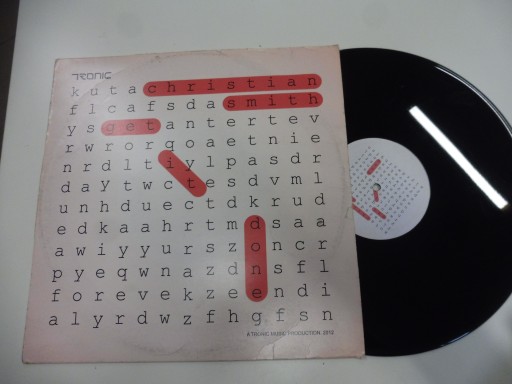 TRONIC
k u t a c h r i s t i a n
f l c a f s d a s m i t h
y s g e t a n t e r t e v
r w r o r q o a e t n i e
n r d l t i y l p a s d r
d a y t w c t e s d v m l
u n h d u e c t d k r u d
e d k a a h r t m d s a a
a w i y y u r s z o n c r
p y e q w n a z d n s f l
f o r e v e k z e e n d i
a l y r d w z f h g f s n
A TRONIC MUSIC PRODUCTION. 2012